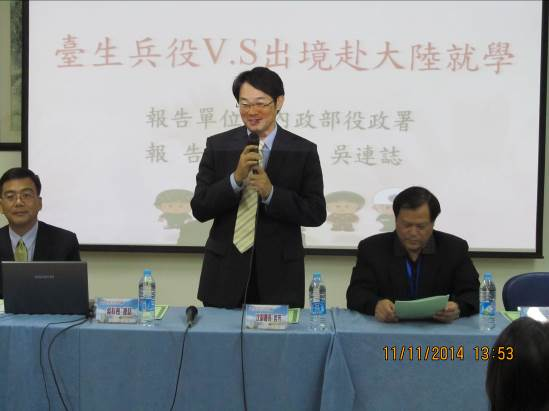 臺生兵役V.S出境赴大陸就學
報告單位 內政部役政署
報 告 吳連誌
11/11/2014 13:53